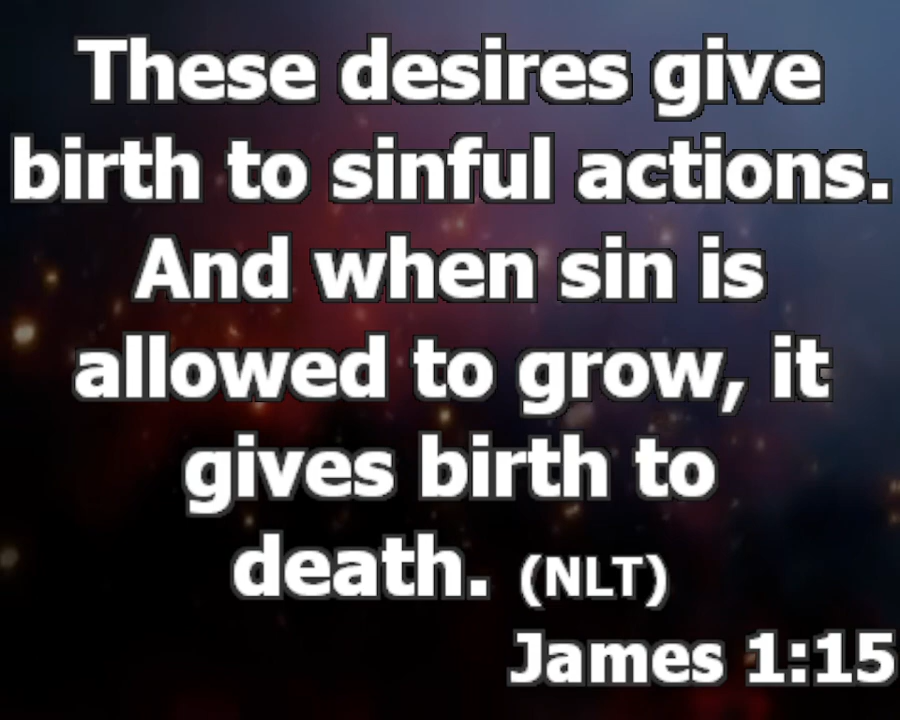 These desires give
birth to sinful actions.
And when sin is
allowed to grow, it
gives birth to
death. (NLT)
James 1:15